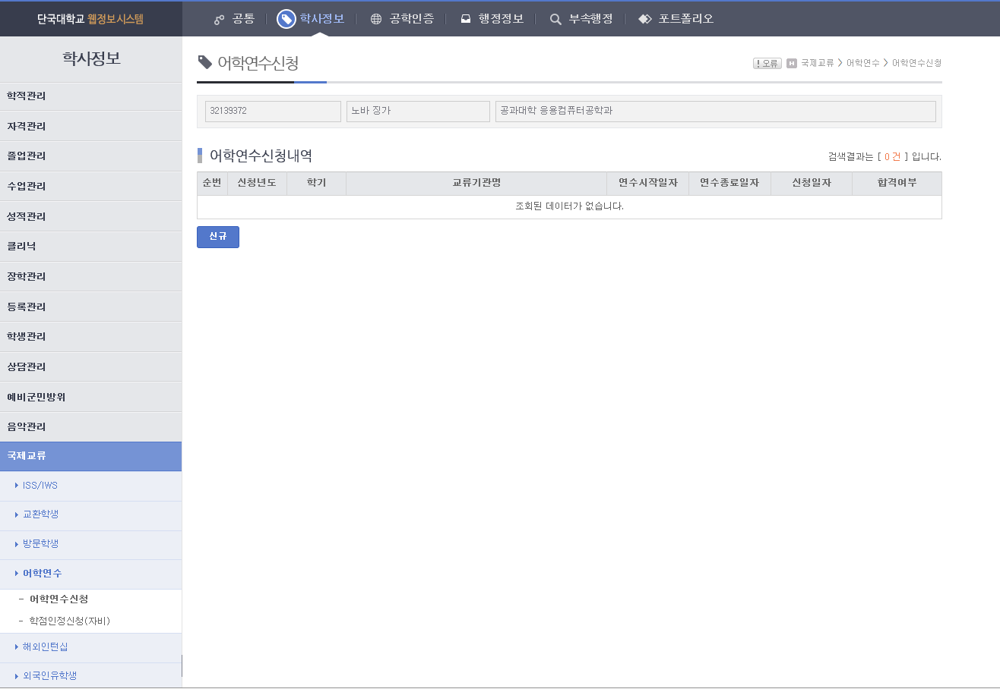 단국대학교 웹정보시스템
공통 학사정보 공학인증 행정정보 부속행정 포트폴리오
학사정보
학적관리
자격관리
졸업관리
수업관리
성적관리
클리닉
장학관리
등록관리
학생관리
상담관리
예비군민방위
음악관리
국제교류
ISS/IWS
교환학생
방문학생
어학연수
- 어학연수신청
- 학점인정신청(자비)
해외인턴십
외국인유학생
어학연수신청
! 오류 H 국제교류 > 어학연수 > 어학연수신청
32139372 노바 징가 공과대학 응용컴퓨터공학과
어학연수신청내역
검색결과는 [ 0 건 ] 입니다.
순번 신청년도 학기 교류기관명 연수시작일자 연수종료일자 신청일자 합격여부
조회된 데이터가 없습니다.
신규